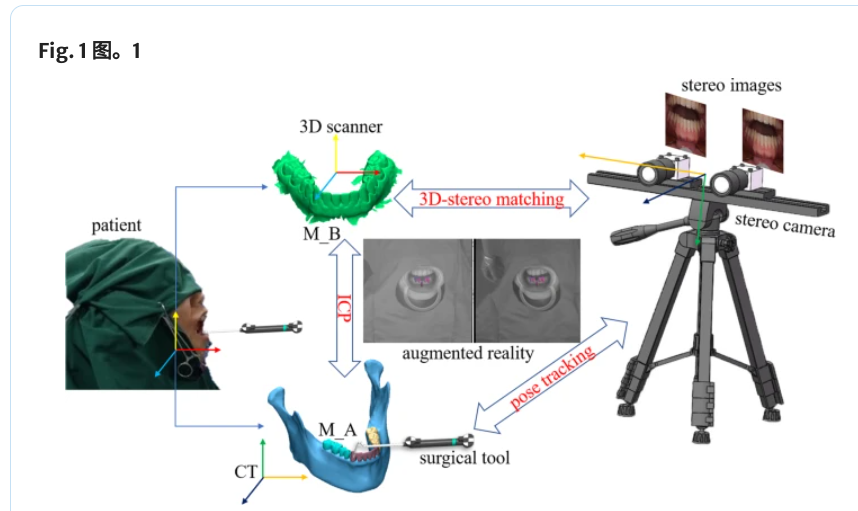 Fig. 1 图。1
stereo images
3D scanner
3D-stereo matching
patient
stereo camera
M_B
ICP
augmented reality
pose tracking
M_A
surgical tool
CT